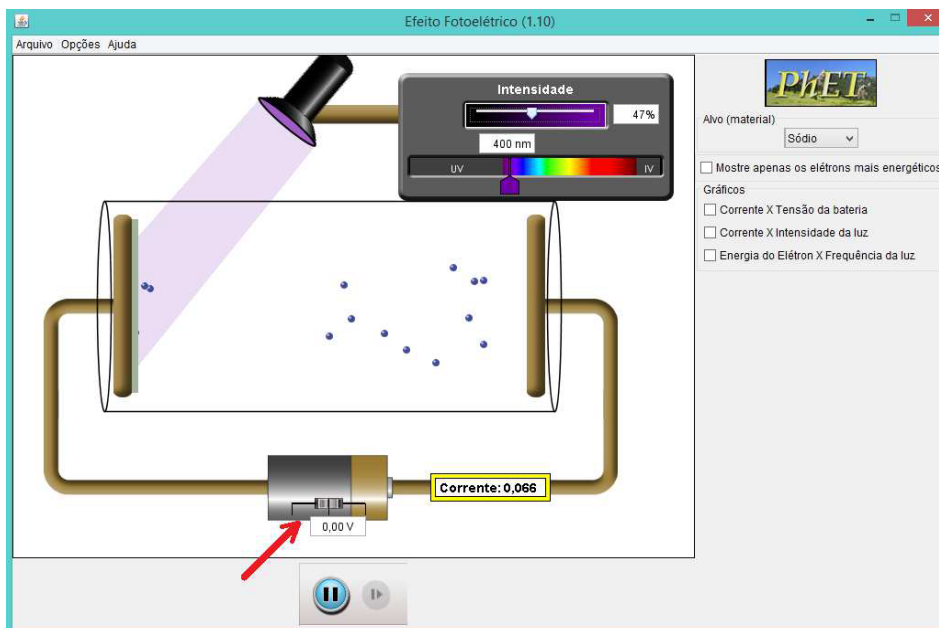 Efeito Fotoelétrico (1.10)
Arquivo Opções Ajuda
Intensidade
47%
400 nm
UV
IV
Corrente: 0,066
0,00 V
PhET
Alvo (material)
Sódio
Mostre apenas os elétrons mais energéticos
Gráficos
Corrente X Tensão da bateria
Corrente X Intensidade da luz
Energia do Elétron X Frequência da luz